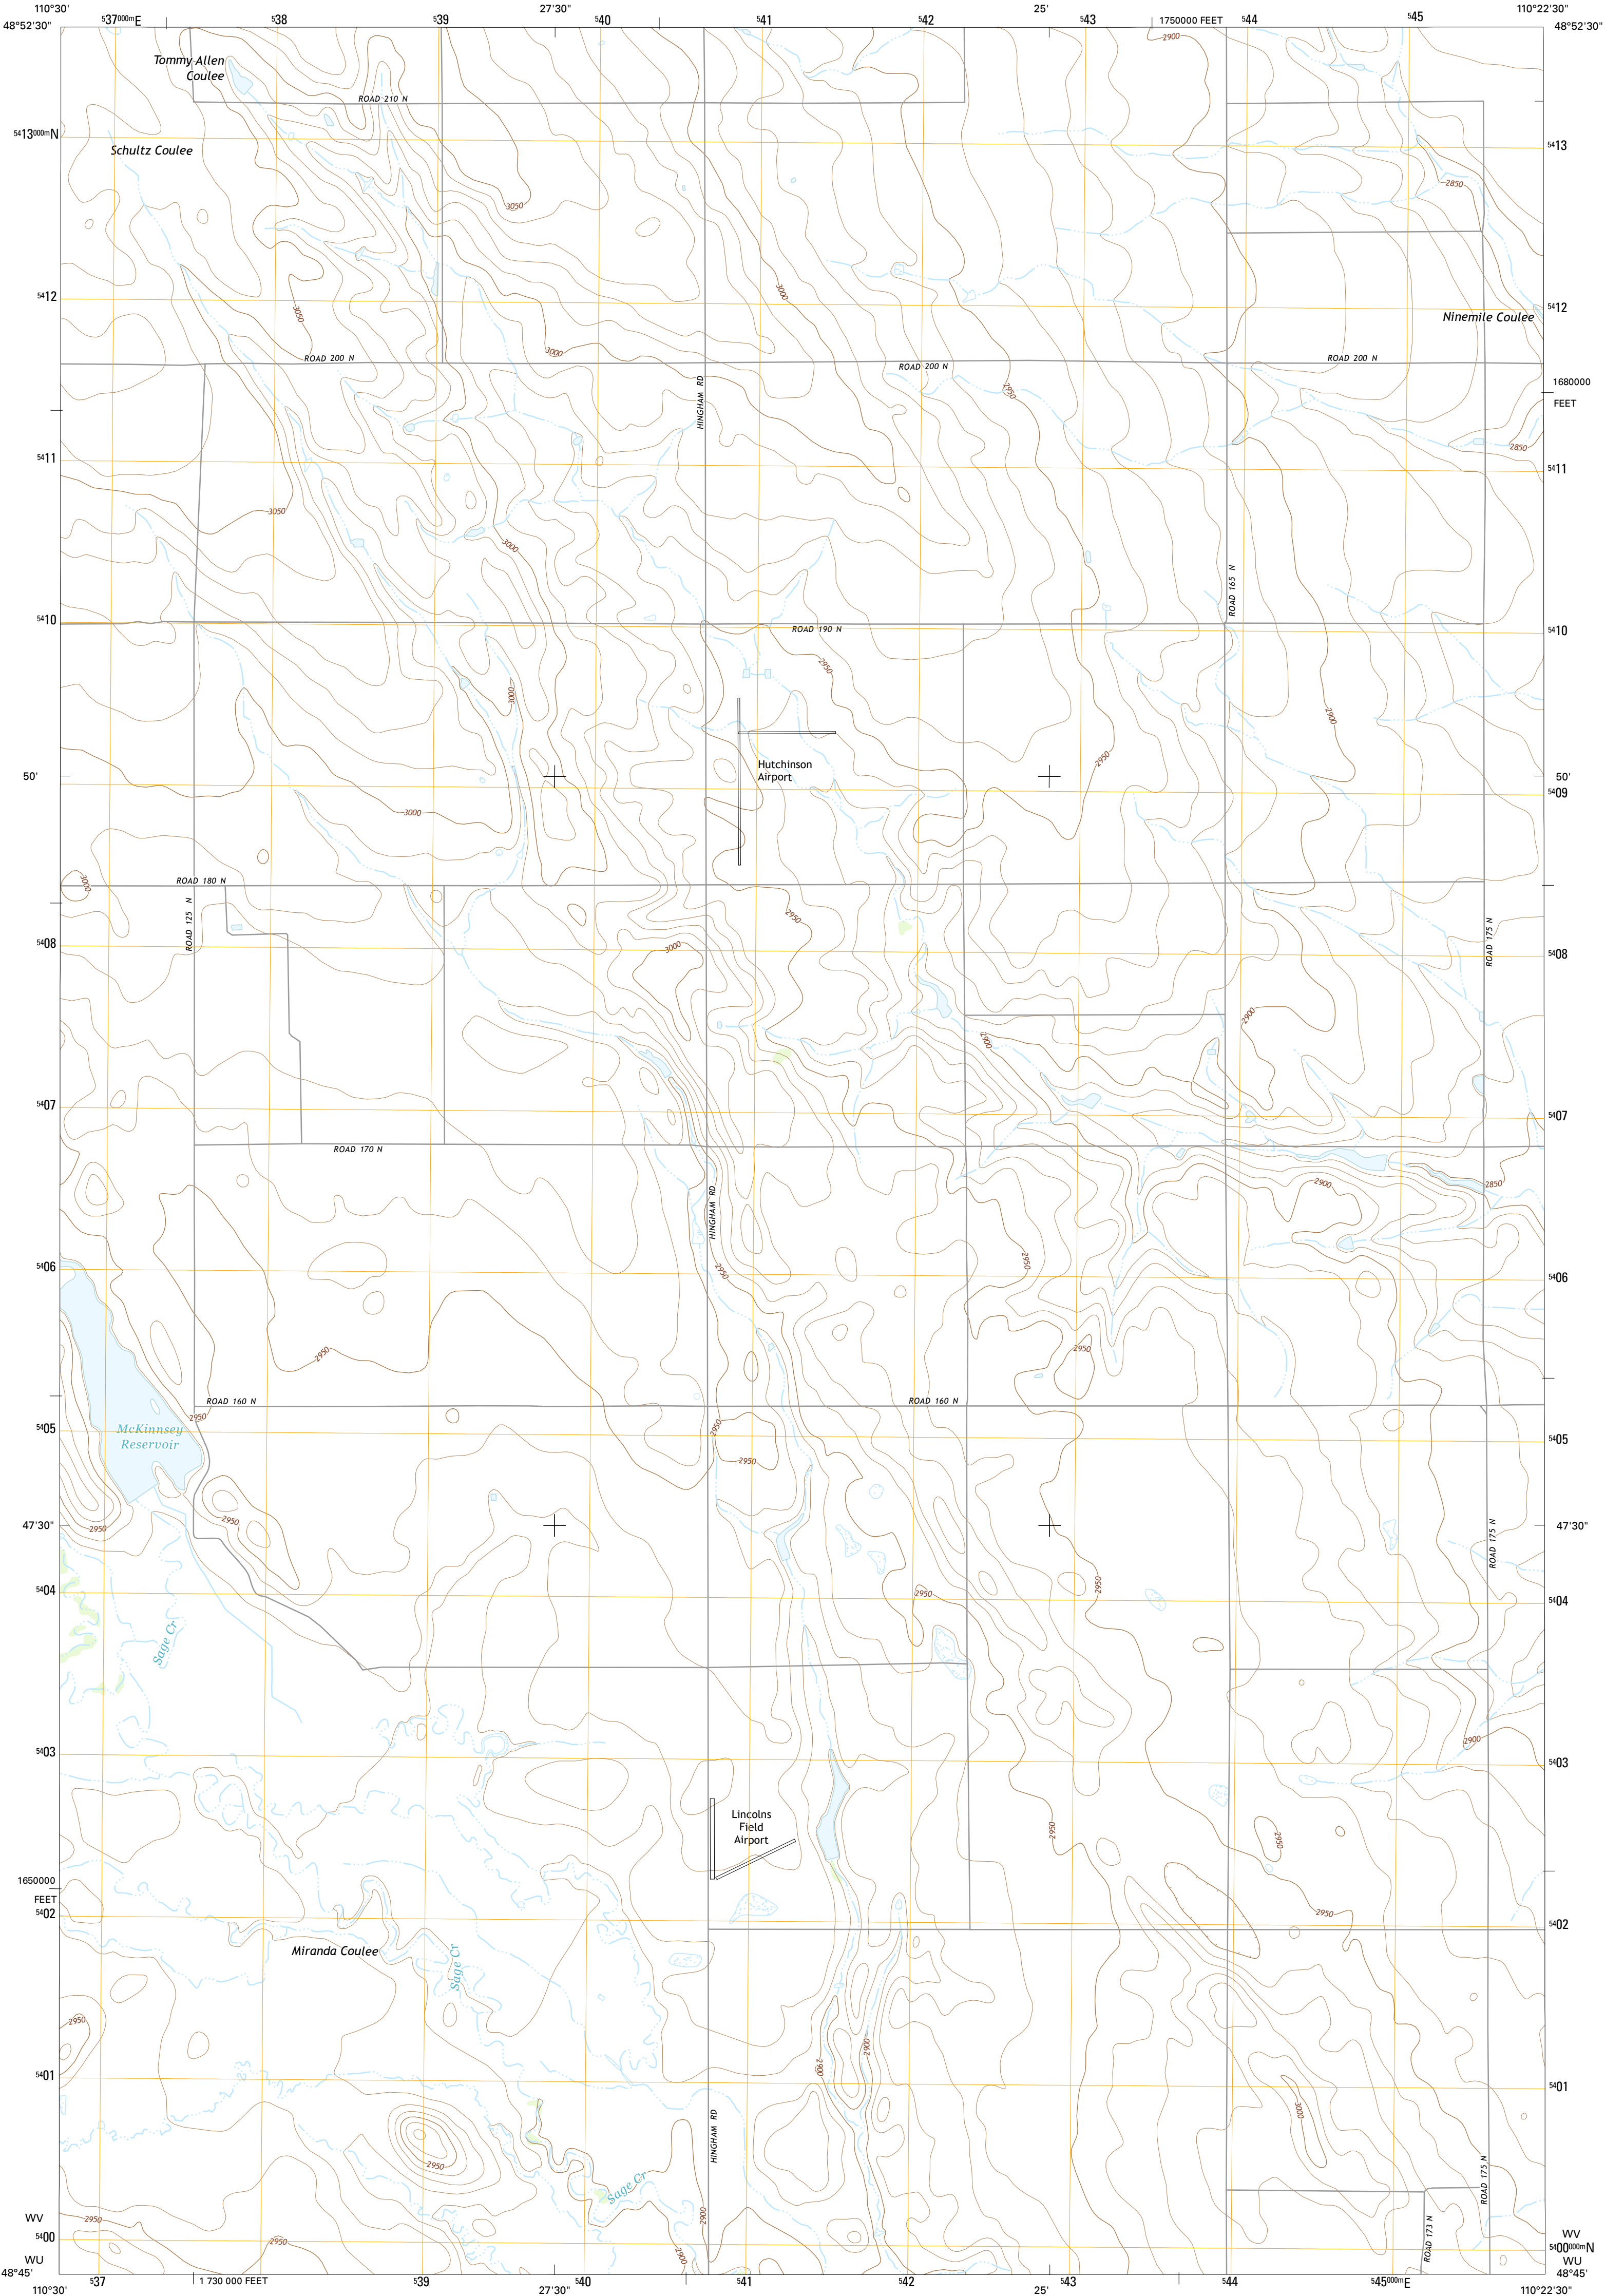 110°30' 537000mE 538 539 27'30" 540 541 542 25' 543 1750000 FEET 544 545 110°22'30"
48°52'30" 48°52'30"
2900
Tommy Allen
Coulee
ROAD 210 N
5413000mN 5413
Schultz Coulee
2850
3050
3000
5412 5412
3050 Ninemile Coulee
3000
ROAD 200 N ROAD 200 N ROAD 200 N
1680000
FEET
HINGHAM RD
2950
2850
5411 5411
3050
3000
ROAD 165 N
5410 5410
ROAD 190 N
2950
3000
2900
2950
50' Hutchinson 50'
Airport
5409
3000
ROAD 180 N
3000
2950
ROAD 125 N
ROAD 175 N
5408 5408
3000
2900
2900
5407 5407
ROAD 170 N
2900 2850
HINGHAM RD
2950
5406 2950 5406
2950
2950
ROAD 160 N ROAD 160 N
2950
McKinnsey
Reservoir
5405 2950 5405
2950
2950
47'30" 2950 47'30"
ROAD 175 N
5404 2950 2950 5404
Sage Cr
2900
5403 5403
Lincolns
Field
Airport
2950 2950
1650000
FEET
5402 2950 5402
Miranda Coulee
Sage Cr
2950
2900 2900
5401 5401
3000
HINGHAM RD
2950
Sage Cr
ROAD 175 N
2900
WV 2950 WV
5400 2950 2900 ROAD 173 N 5400000mN
WU WU
48°45' 48°45'
110°30' 537 1 730 000 FEET 539 27'30" 540 541 542 25' 543 544 545000mE 110°22'30"